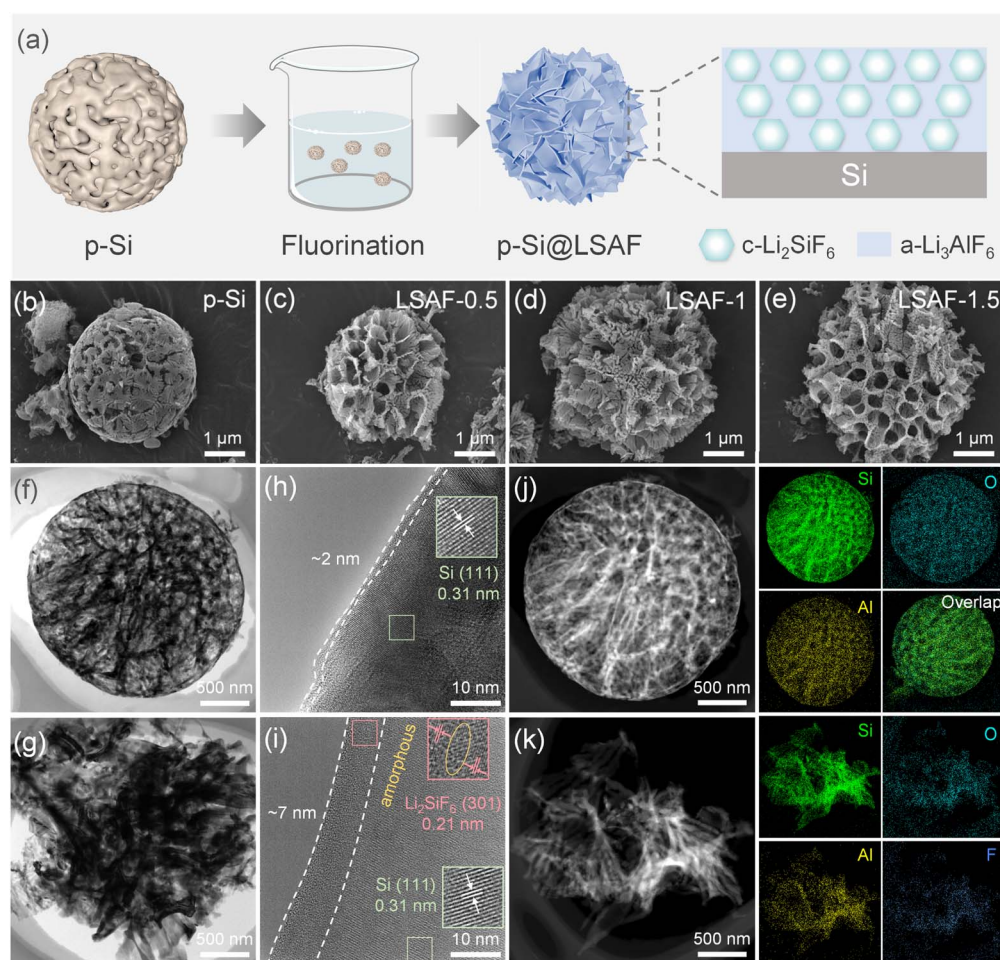 (a)
Si
p-Si
Fluorination
p-Si@LSAF
c-Li₂SiF₆
a-Li₃AlF₆
(b)
p-Si
1 μm
(c)
LSAF-0.5
1 μm
(d)
LSAF-1
1 μm
(e)
LSAF-1.5
1 μm
(f)
500 nm
(h)
~2 nm
Si (111)
0.31 nm
10 nm
(j)
500 nm
Si
O
Al
Overlap
(g)
500 nm
(i)
~7 nm
amorphous
Li₂SiF₆ (301)
0.21 nm
Si (111)
0.31 nm
10 nm
(k)
500 nm
Si
O
Al
F